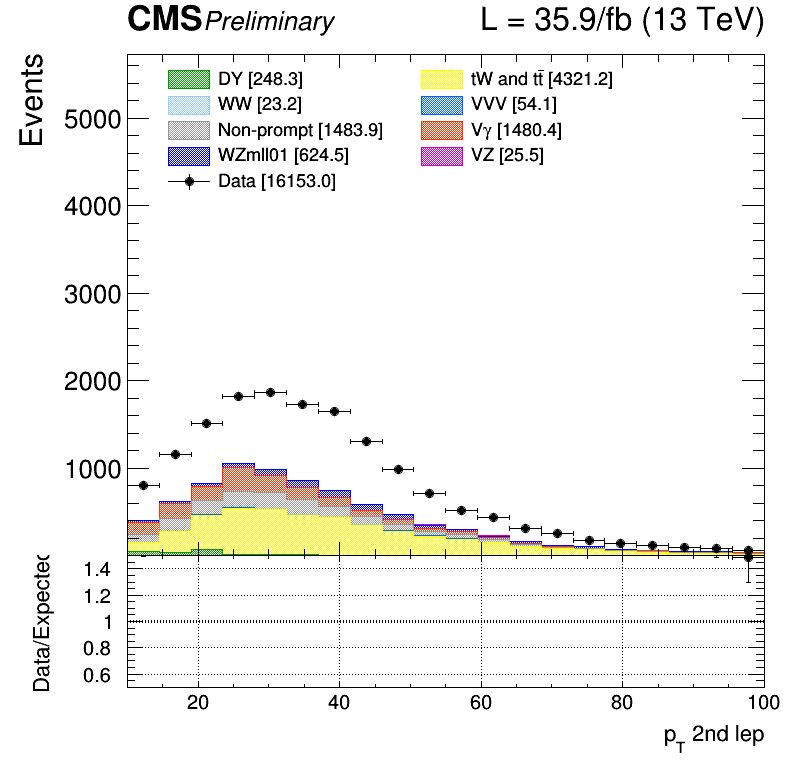 CMS Preliminary L = 35.9/fb (13 TeV)
Events
DY [248.3] tW and tt̄ [4321.2]
WW [23.2] VVV [54.1]
Non-prompt [1483.9] Vγ [1480.4]
WZmll01 [624.5] VZ [25.5]
Data [16153.0]
5000
4000
3000
2000
1000
Data/Expected
1.4
1.2
1
0.8
0.6
20 40 60 80 100
p_T 2nd lep